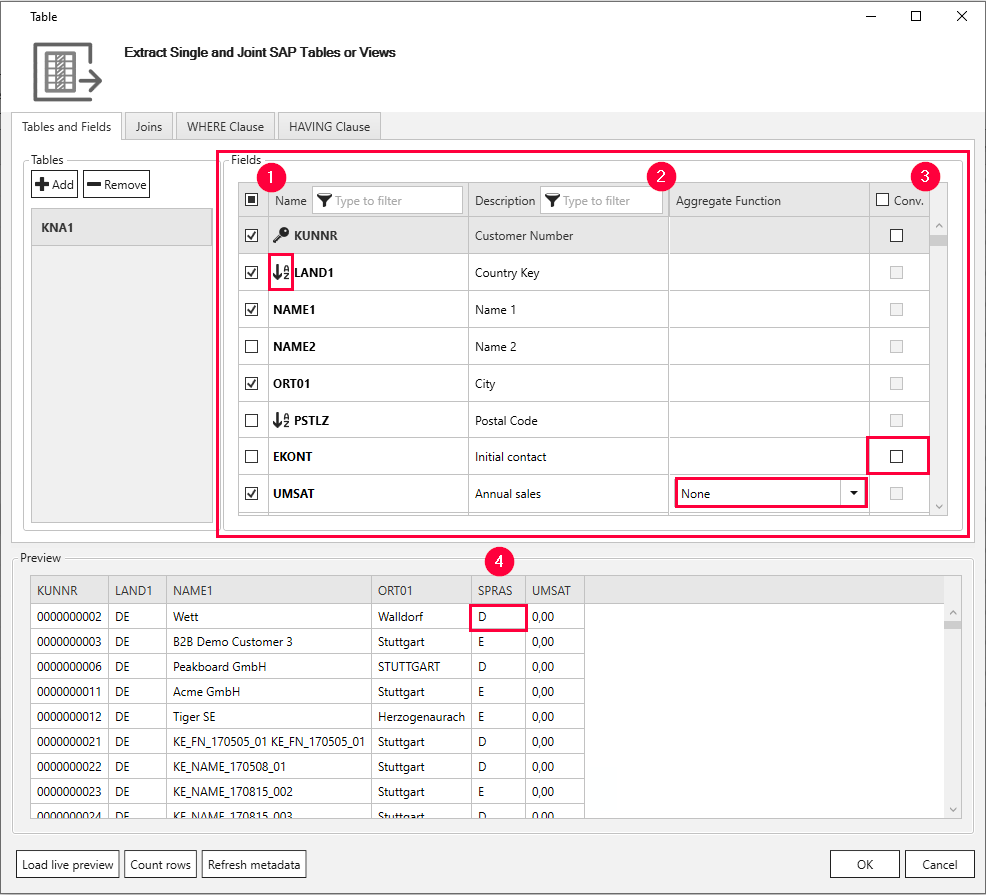 Table
Extract Single and Joint SAP Tables or Views
Tables and Fields Joins WHERE Clause HAVING Clause
Tables
Add Remove
KNA1
Fields
1 2 3
Name Type to filter Description Type to filter Aggregate Function Conv.
KUNNR Customer Number
LAND1 Country Key
NAME1 Name 1
NAME2 Name 2
ORT01 City
PSTLZ Postal Code
EKONT Initial contact
UMSAT Annual sales None
Preview
4
KUNNR LAND1 NAME1 ORT01 SPRAS UMSAT
0000000002 DE Wett Walldorf D 0,00
0000000003 DE B2B Demo Customer 3 Stuttgart E 0,00
0000000006 DE Peakboard GmbH STUTTGART D 0,00
0000000011 DE Acme GmbH Stuttgart E 0,00
0000000012 DE Tiger SE Herzogenaurach E 0,00
0000000021 DE KE_FN_170505_01 KE_FN_170505_01 Stuttgart D 0,00
0000000022 DE KE_NAME_170508_01 Stuttgart D 0,00
0000000023 DE KE_NAME_170815_002 Stuttgart E 0,00
0000000024 DE KE_NAME_170815_003 Stuttgart D 0,00
Load live preview Count rows Refresh metadata OK Cancel